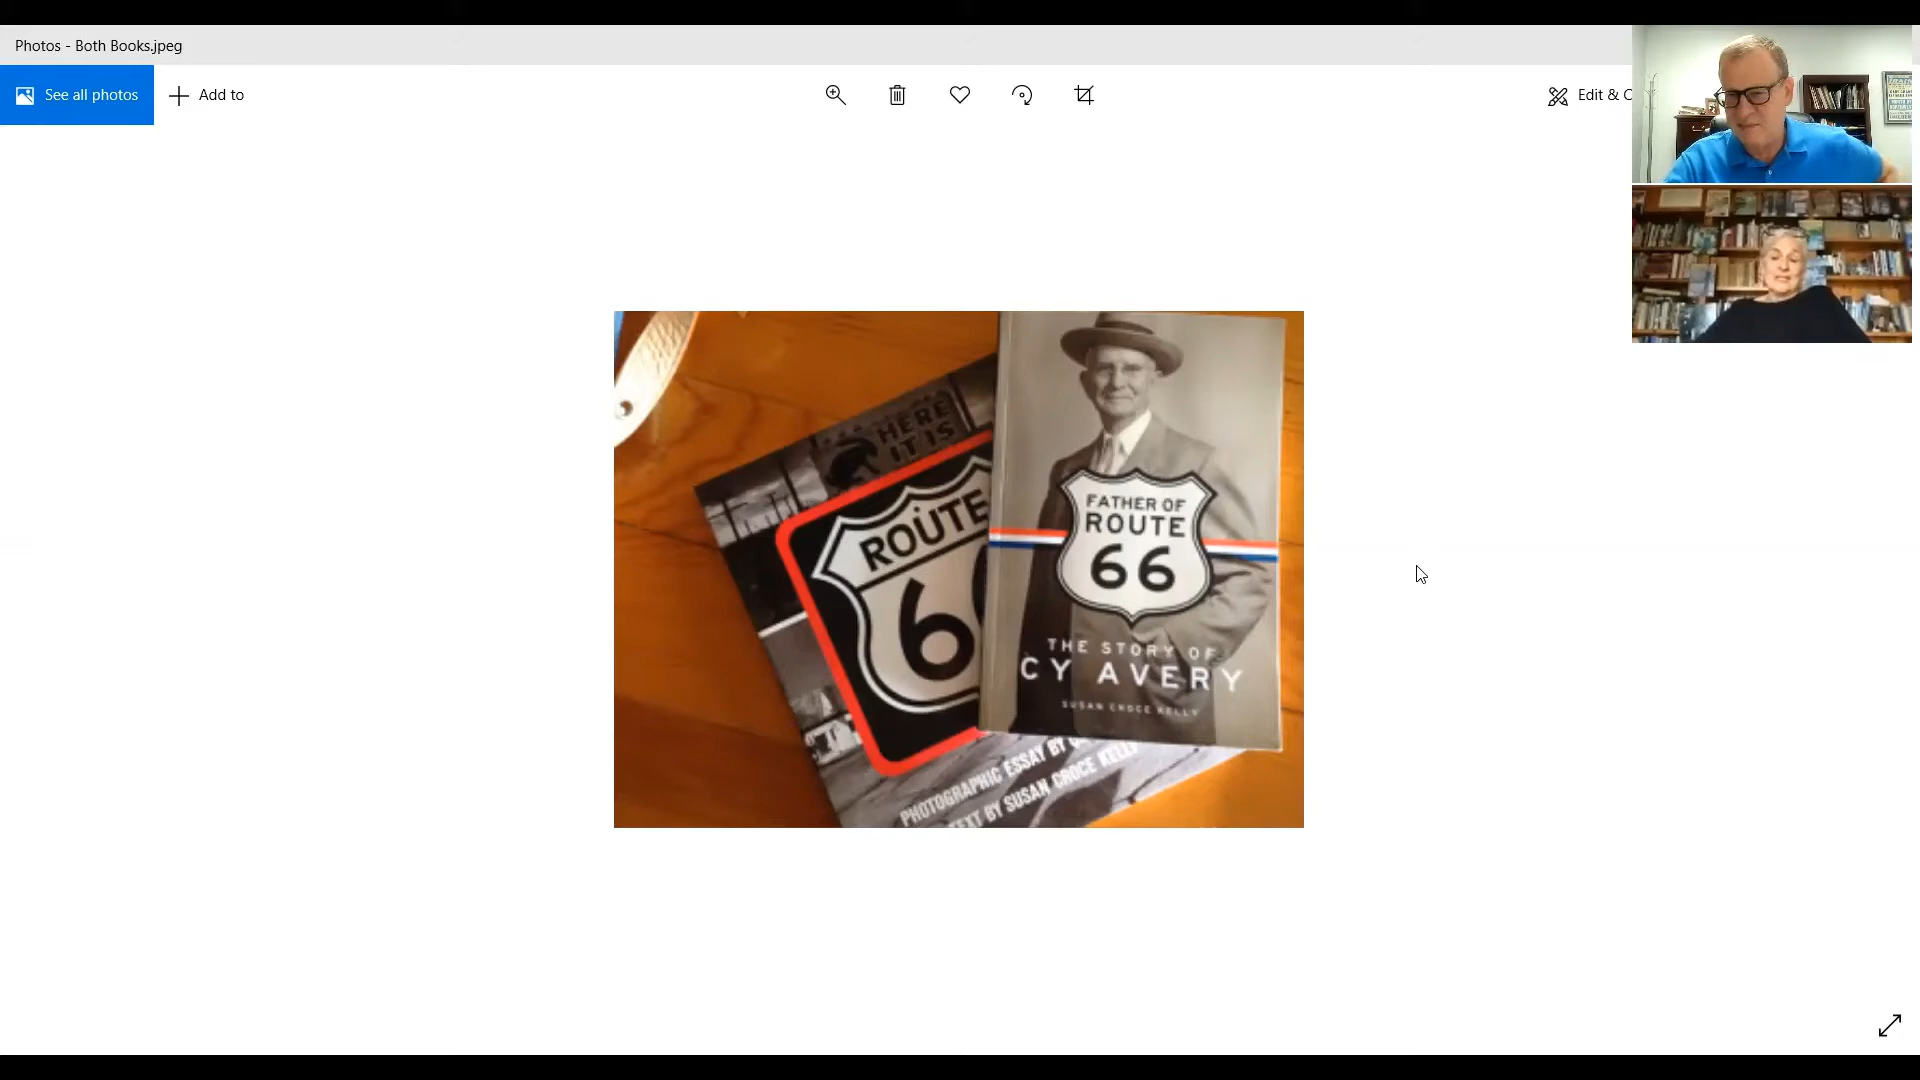 Photos - Both Books.jpeg
See all photos
Add to
Edit & C
HERE
IT IS
ROUTE
6
PHOTOGRAPHIC ESSAY BY
TEXT BY SUSAN CROCE KELLY
FATHER OF
ROUTE
66
THE STORY OF
CY AVERY
SUSAN CROCE KELLY